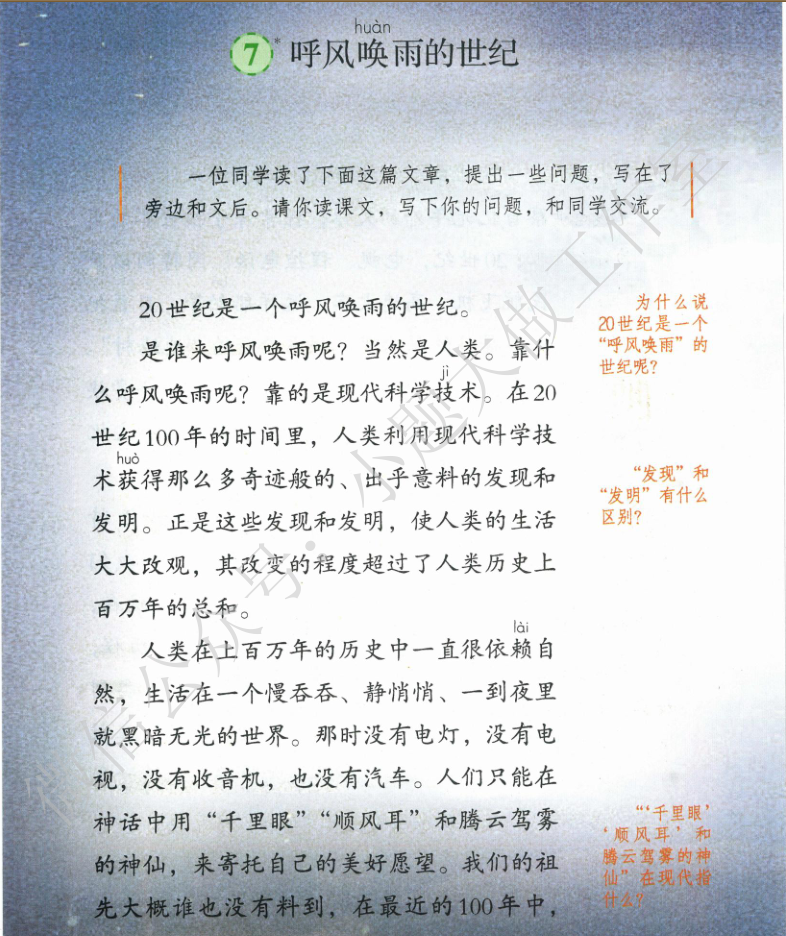 huàn
7* 呼风唤雨的世纪
一位同学读了下面这篇文章，提出一些问题，写在了
旁边和文后。请你读课文，写下你的问题，和同学交流。
20世纪是一个呼风唤雨的世纪。
是谁来呼风唤雨呢？当然是人类。靠什
jì
么呼风唤雨呢？靠的是现代科学技术。在20
世纪100年的时间里，人类利用现代科学技
huò
术获得那么多奇迹般的、出乎意料的发现和
发明。正是这些发现和发明，使人类的生活
大大改观，其改变的程度超过了人类历史上
百万年的总和。
lài
人类在上百万年的历史中一直很依赖自
然，生活在一个慢吞吞、静悄悄、一到夜里
就黑暗无光的世界。那时没有电灯，没有电
视，没有收音机，也没有汽车。人们只能在
神话中用“千里眼”“顺风耳”和腾云驾雾
的神仙，来寄托自己的美好愿望。我们的祖
先大概谁也没有料到，在最近的100年中，
为什么说
20世纪是一个
“呼风唤雨”的
世纪呢？
“发现”和
“发明”有什么
区别？
“‘千里眼’
‘顺风耳’和
腾云驾雾的神
仙”在现代指
什么？
微信公众号：小题大做工作室